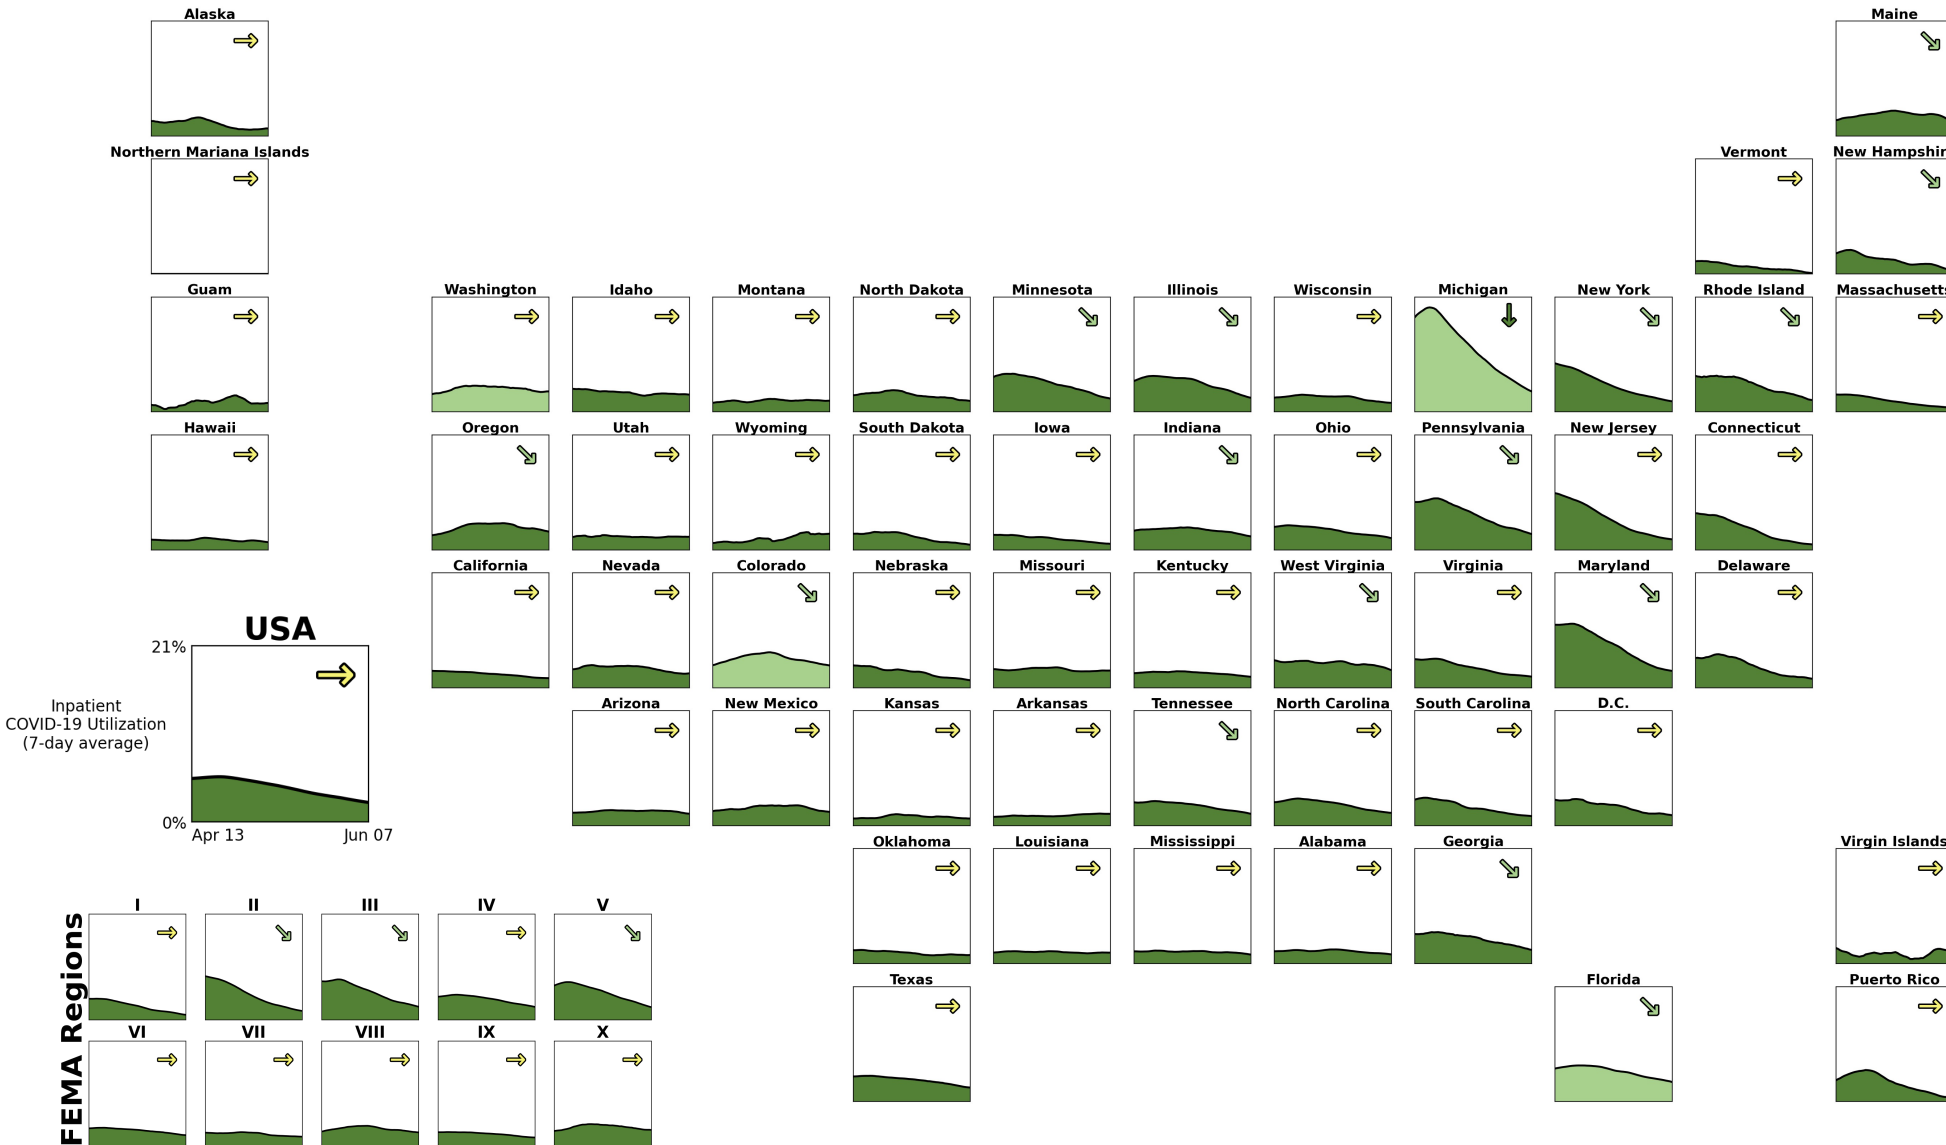 Alaska
Maine
Northern Mariana Islands
Vermont
New Hampshir
Guam
Washington
Idaho
Montana
North Dakota
Minnesota
Illinois
Wisconsin
Michigan
New York
Rhode Island
Massachusetts
Hawaii
Oregon
Utah
Wyoming
South Dakota
Iowa
Indiana
Ohio
Pennsylvania
New Jersey
Connecticut
California
Nevada
Colorado
Nebraska
Missouri
Kentucky
West Virginia
Virginia
Maryland
Delaware
USA
21%
Inpatient
COVID-19 Utilization
(7-day average)
0%
Apr 13
Jun 07
Arizona
New Mexico
Kansas
Arkansas
Tennessee
North Carolina
South Carolina
D.C.
Oklahoma
Louisiana
Mississippi
Alabama
Georgia
Virgin Islands
Texas
Florida
Puerto Rico
FEMA Regions
I
II
III
IV
V
VI
VII
VIII
IX
X